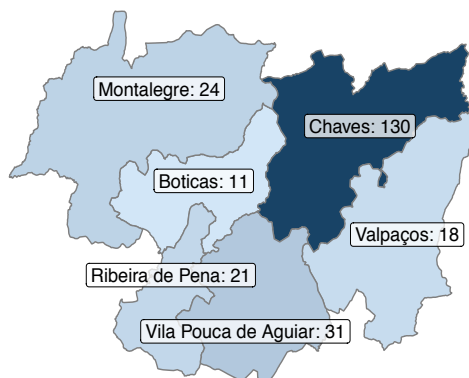 Montalegre: 24
Chaves: 130
Boticas: 11
Valpaços: 18
Ribeira de Pena: 21
Vila Pouca de Aguiar: 31